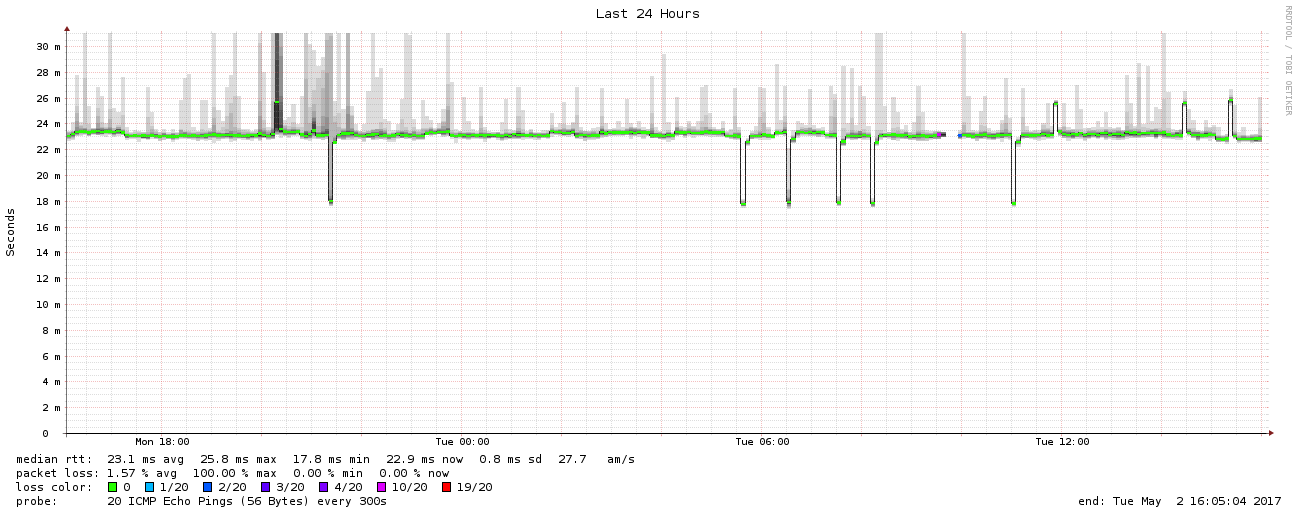 Last 24 Hours
RRDTOOL / TOBI OETIKER
30 m
28 m
26 m
24 m
22 m
20 m
18 m
16 m
14 m
12 m
10 m
8 m
6 m
4 m
2 m
0
Seconds
Mon 18:00 Tue 00:00 Tue 06:00 Tue 12:00
median rtt: 23.1 ms avg 25.8 ms max 17.8 ms min 22.9 ms now 0.8 ms sd 27.7 am/s
packet loss: 1.57 % avg 100.00 % max 0.00 % min 0.00 % now
loss color: 0 1/20 2/20 3/20 4/20 10/20 19/20
probe: 20 ICMP Echo Pings (56 Bytes) every 300s end: Tue May 2 16:05:04 2017